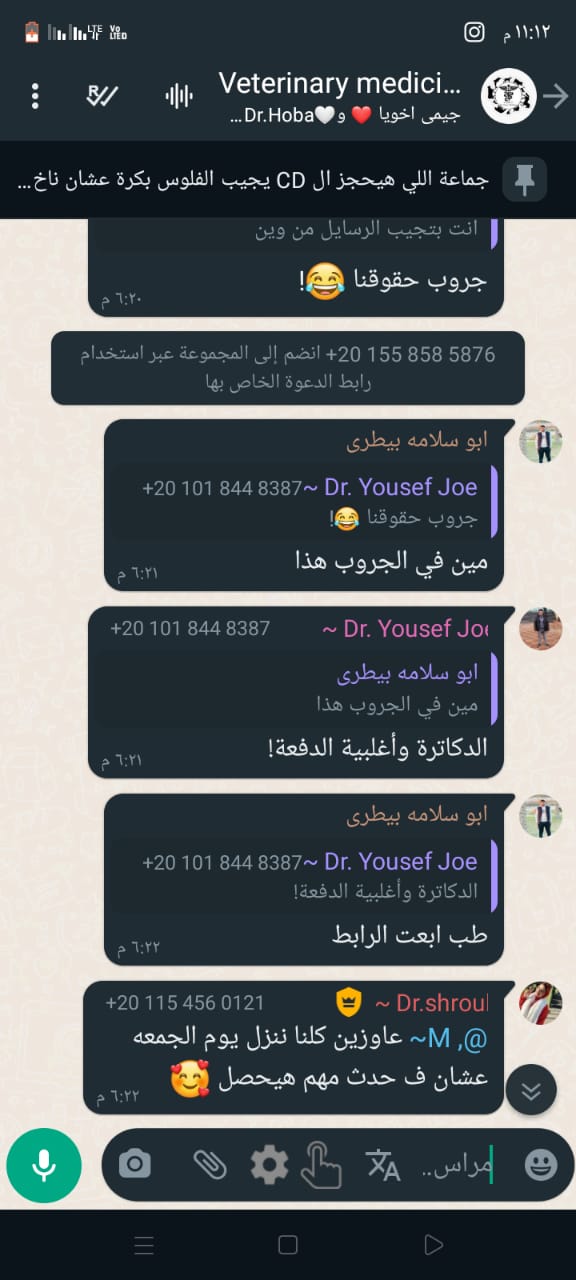 ١١:١٢ م
LTE
Vo
LTED
Veterinary medici...
جيمى اخويا ❤️ و🤍Dr.Hoba...
جماعة اللي هيحجز ال CD يجيب الفلوس بكرة عشان ناخ...
انت بتجيب الرسايل من وين
جروب حقوقنا 😂!
٦:٢٠ م
+20 155 858 5876 انضم إلى المجموعة عبر استخدام
رابط الدعوة الخاص بها
ابو سلامه بيطرى
+20 101 844 8387 ~ Dr. Yousef Joe
جروب حقوقنا 😂!
مين في الجروب هذا
٦:٢١ م
+20 101 844 8387 ~ Dr. Yousef Joe
ابو سلامه بيطرى
مين في الجروب هذا
الدكاترة وأغلبية الدفعة!
٦:٢١ م
ابو سلامه بيطرى
+20 101 844 8387 ~ Dr. Yousef Joe
الدكاترة وأغلبية الدفعة!
طب ابعت الرابط
٦:٢٢ م
+20 115 456 0121 ~ Dr.shrou
@, M~ عاوزين كلنا ننزل يوم الجمعه
عشان ف حدث مهم هيحصل 🥰
٦:٢٢ م
مراس..